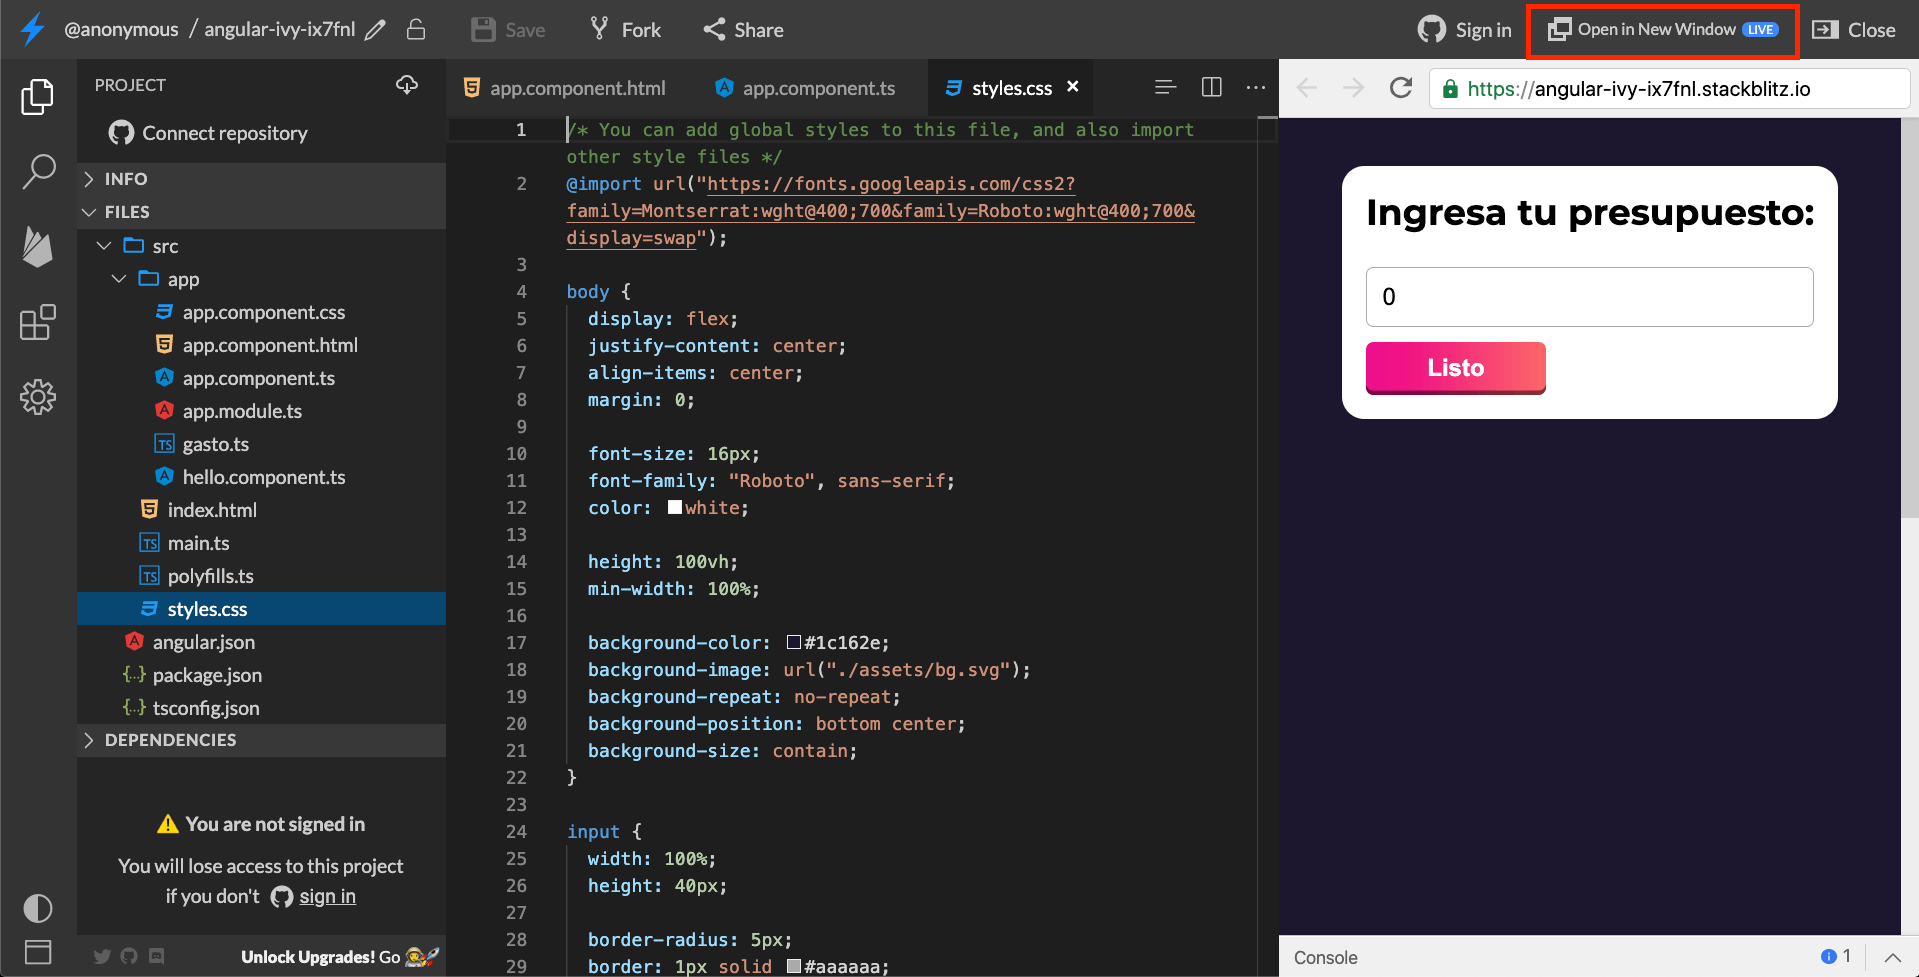 @anonymous / angular-ivy-ix7fnl
Save
Fork
Share
Sign in
Open in New Window LIVE
Close
PROJECT
Connect repository
INFO
FILES
src
app
app.component.css
app.component.html
app.component.ts
app.module.ts
gasto.ts
hello.component.ts
index.html
TS main.ts
TS polyfills.ts
styles.css
angular.json
{..} package.json
{..} tsconfig.json
DEPENDENCIES
You are not signed in
You will lose access to this project
if you don't sign in
Unlock Upgrades! Go
app.component.html
app.component.ts
styles.css ×
1 /* You can add global styles to this file, and also import
other style files */
2 @import url("https://fonts.googleapis.com/css2?
family=Montserrat:wght@400;700&family=Roboto:wght@400;700&
display=swap");
3
4 body {
5 display: flex;
6 justify-content: center;
7 align-items: center;
8 margin: 0;
9
10 font-size: 16px;
11 font-family: "Roboto", sans-serif;
12 color: white;
13
14 height: 100vh;
15 min-width: 100%;
16
17 background-color: #1c162e;
18 background-image: url("./assets/bg.svg");
19 background-repeat: no-repeat;
20 background-position: bottom center;
21 background-size: contain;
22 }
23
24 input {
25 width: 100%;
26 height: 40px;
27
28 border-radius: 5px;
29 border: 1px solid #aaaaaa;
https://angular-ivy-ix7fnl.stackblitz.io
Ingresa tu presupuesto:
0
Listo
Console
1